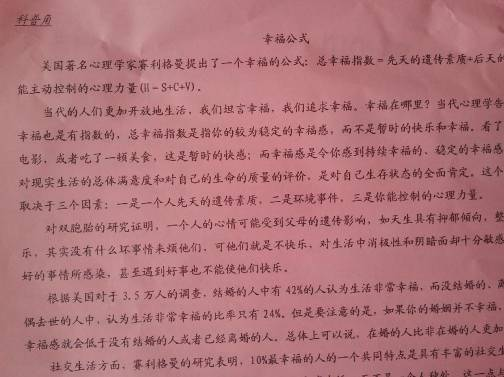 科普角
幸福公式
美国著名心理学家赛利格曼提出了一个幸福的公式：总幸福指数=先天的遗传素质+后天的
能主动控制的心理力量(H=S+C+V)。
当代的人们更加开放地生活，我们坦言幸福，我们追求幸福。幸福在哪里？当代心理学告
幸福也是有指数的，总幸福指数是指你的较为稳定的幸福感，而不是暂时的快乐和幸福。看了
电影，或者吃了一顿美食，这是暂时的快感；而幸福感是令你感到持续幸福的、稳定的幸福感
对现实生活的总体满意度和对自己的生命的质量的评价，是对自己生存状态的全面肯定。这个
取决于三个因素：一是一个人先天的遗传素质，二是环境事件，三是你能控制的心理力量。
对双胞胎的研究证明，一个人的心情可能受到父母的遗传影响，如天生具有抑郁倾向，整
乐，其实没有什么坏事情来烦他们，可他们就是不快乐，对生活中消极性和阴暗面却十分敏感
好的事情所感染，甚至遇到好事也不能使他们快乐。
根据美国对于 3.5 万人的调查，结婚的人中有 42%的人认为生活非常幸福，而没结婚的、离
偶去世的人中，认为生活非常幸福的比率只有 24%。但是要注意的是，如果你的婚姻并不幸福，
幸福感就会低于没有结婚的人或者已经离婚的人。总体上可以说，在婚的人比非在婚的人更加
社交生活方面，赛利格曼的研究表明，10%最幸福的人的一个共同特点是具有丰富的社交生